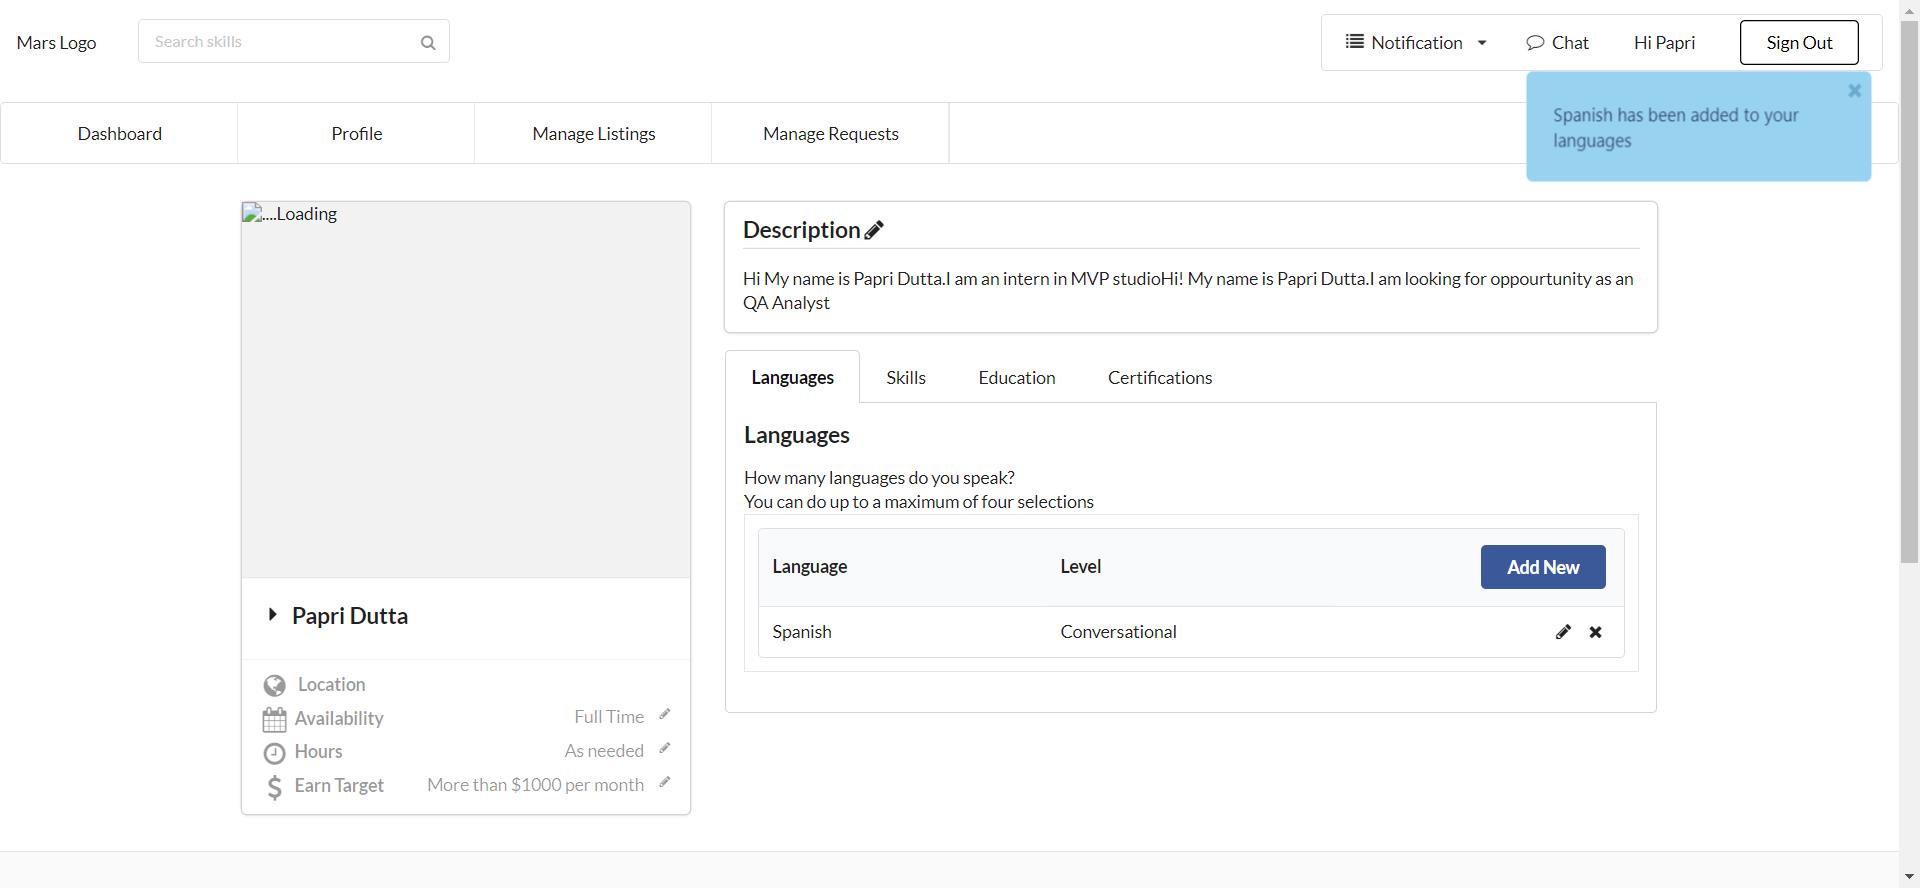 Mars Logo
Search skills
Notification
Chat
Hi Papri
Sign Out
Spanish has been added to your
languages
Dashboard
Profile
Manage Listings
Manage Requests
....Loading
Papri Dutta
Location
Availability
Full Time
Hours
As needed
Earn Target
More than $1000 per month
Description
Hi My name is Papri Dutta.I am an intern in MVP studioHi! My name is Papri Dutta.I am looking for oppourtunity as an
QA Analyst
Languages
Skills
Education
Certifications
Languages
How many languages do you speak?
You can do up to a maximum of four selections
Language
Level
Add New
Spanish
Conversational